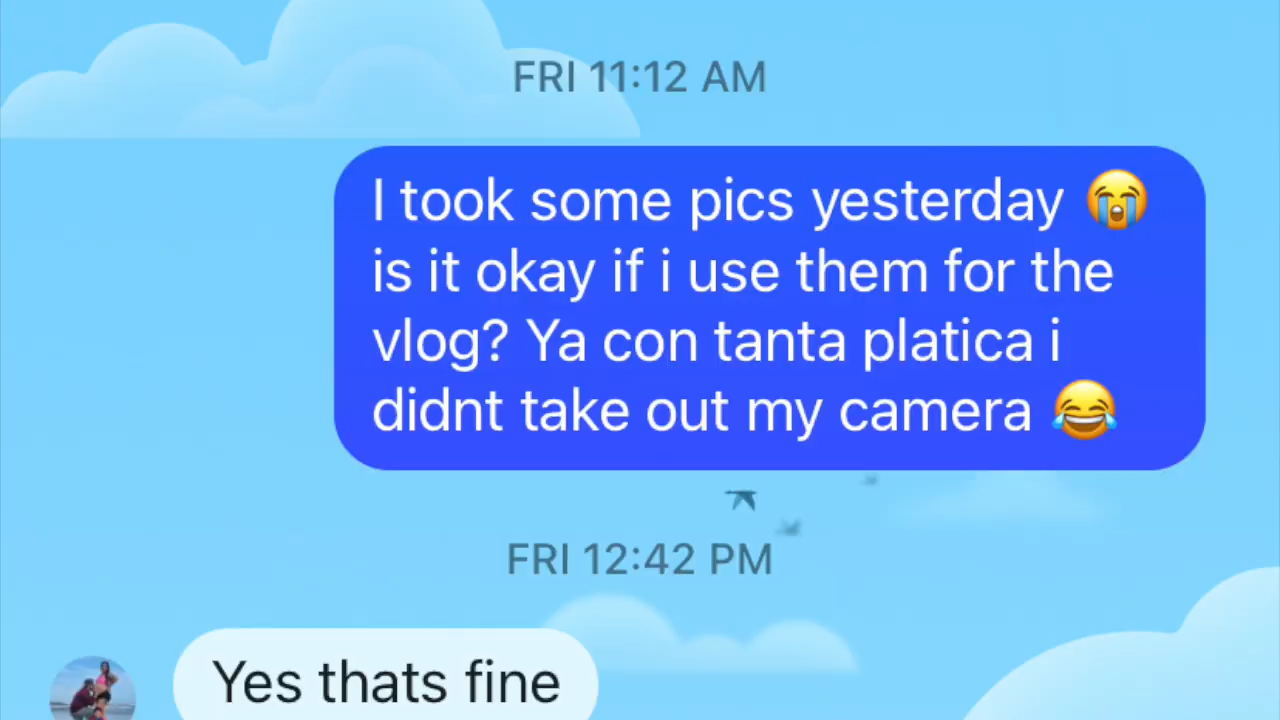 FRI 11:12 AM
I took some pics yesterday 😭
is it okay if i use them for the
vlog? Ya con tanta platica i
didnt take out my camera 😂
FRI 12:42 PM
Yes thats fine